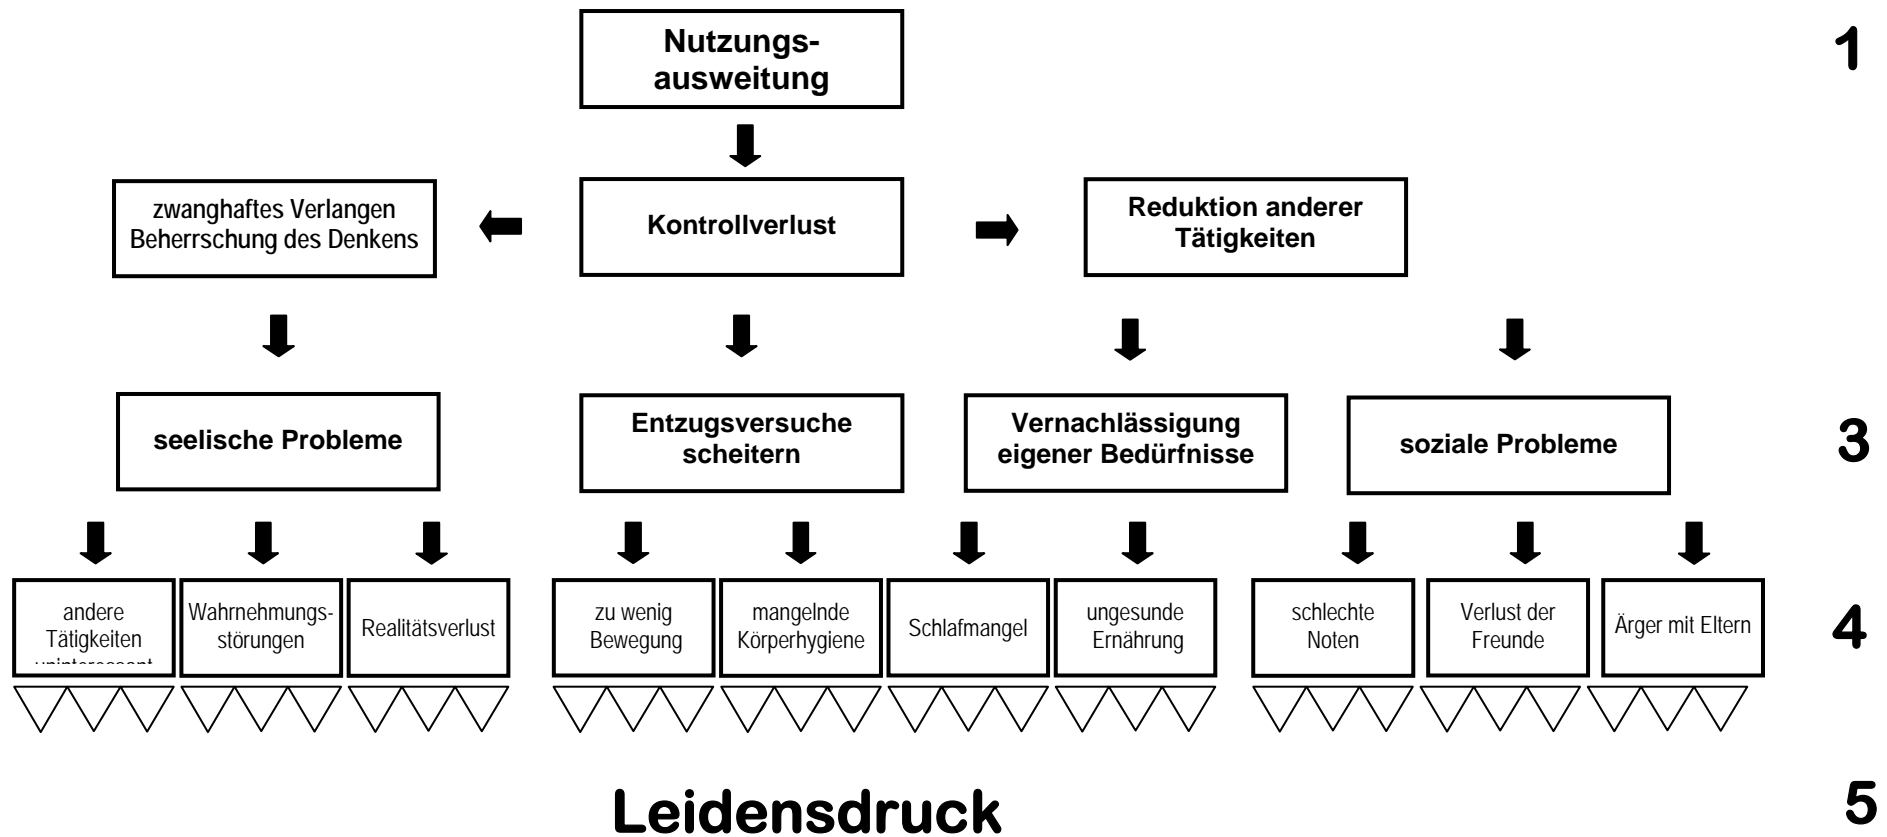 Nutzungs-
ausweitung
1
zwanghaftes Verlangen
Beherrschung des Denkens
Kontrollverlust
Reduktion anderer
Tätigkeiten
seelische Probleme
Entzugsversuche
scheitern
Vernachlässigung
eigener Bedürfnisse
soziale Probleme
3
andere
Tätigkeiten
Wahrnehmungs-
störungen
Realitätsverlust
zu wenig
Bewegung
mangelnde
Körperhygiene
Schlafmangel
ungesunde
Ernährung
schlechte
Noten
Verlust der
Freunde
Ärger mit Eltern
4
Leidensdruck
5